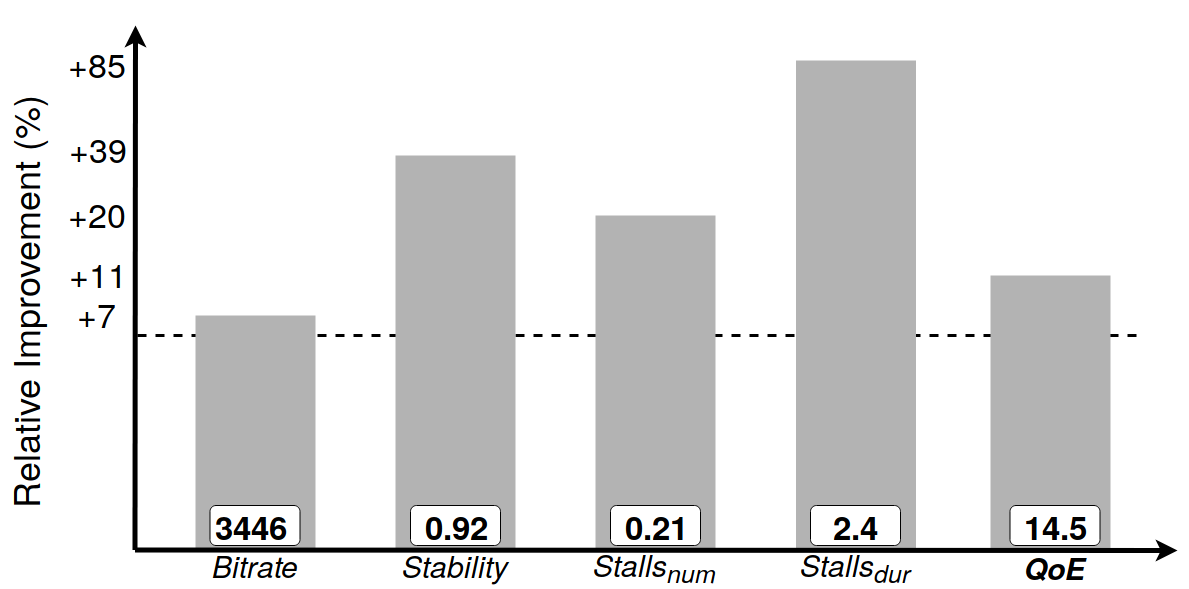 Relative Improvement (%)
+85
+39
+20
+11
+7
3446 0.92 0.21 2.4 14.5
Bitrate Stability Stallsnum Stallsdur QoE